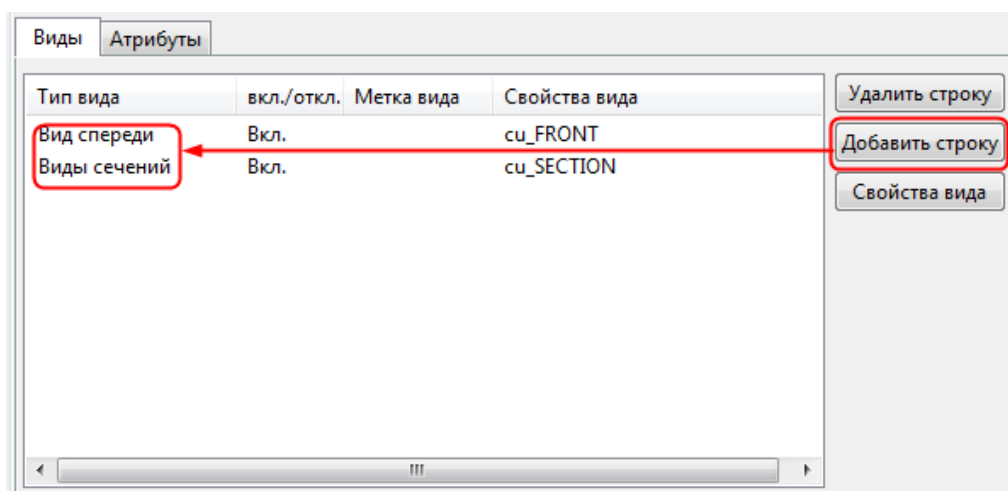 Виды Атрибуты
Тип вида вкл./откл. Метка вида Свойства вида Удалить строку
Вид спереди Вкл. cu_FRONT Добавить строку
Виды сечений Вкл. cu_SECTION
Свойства вида